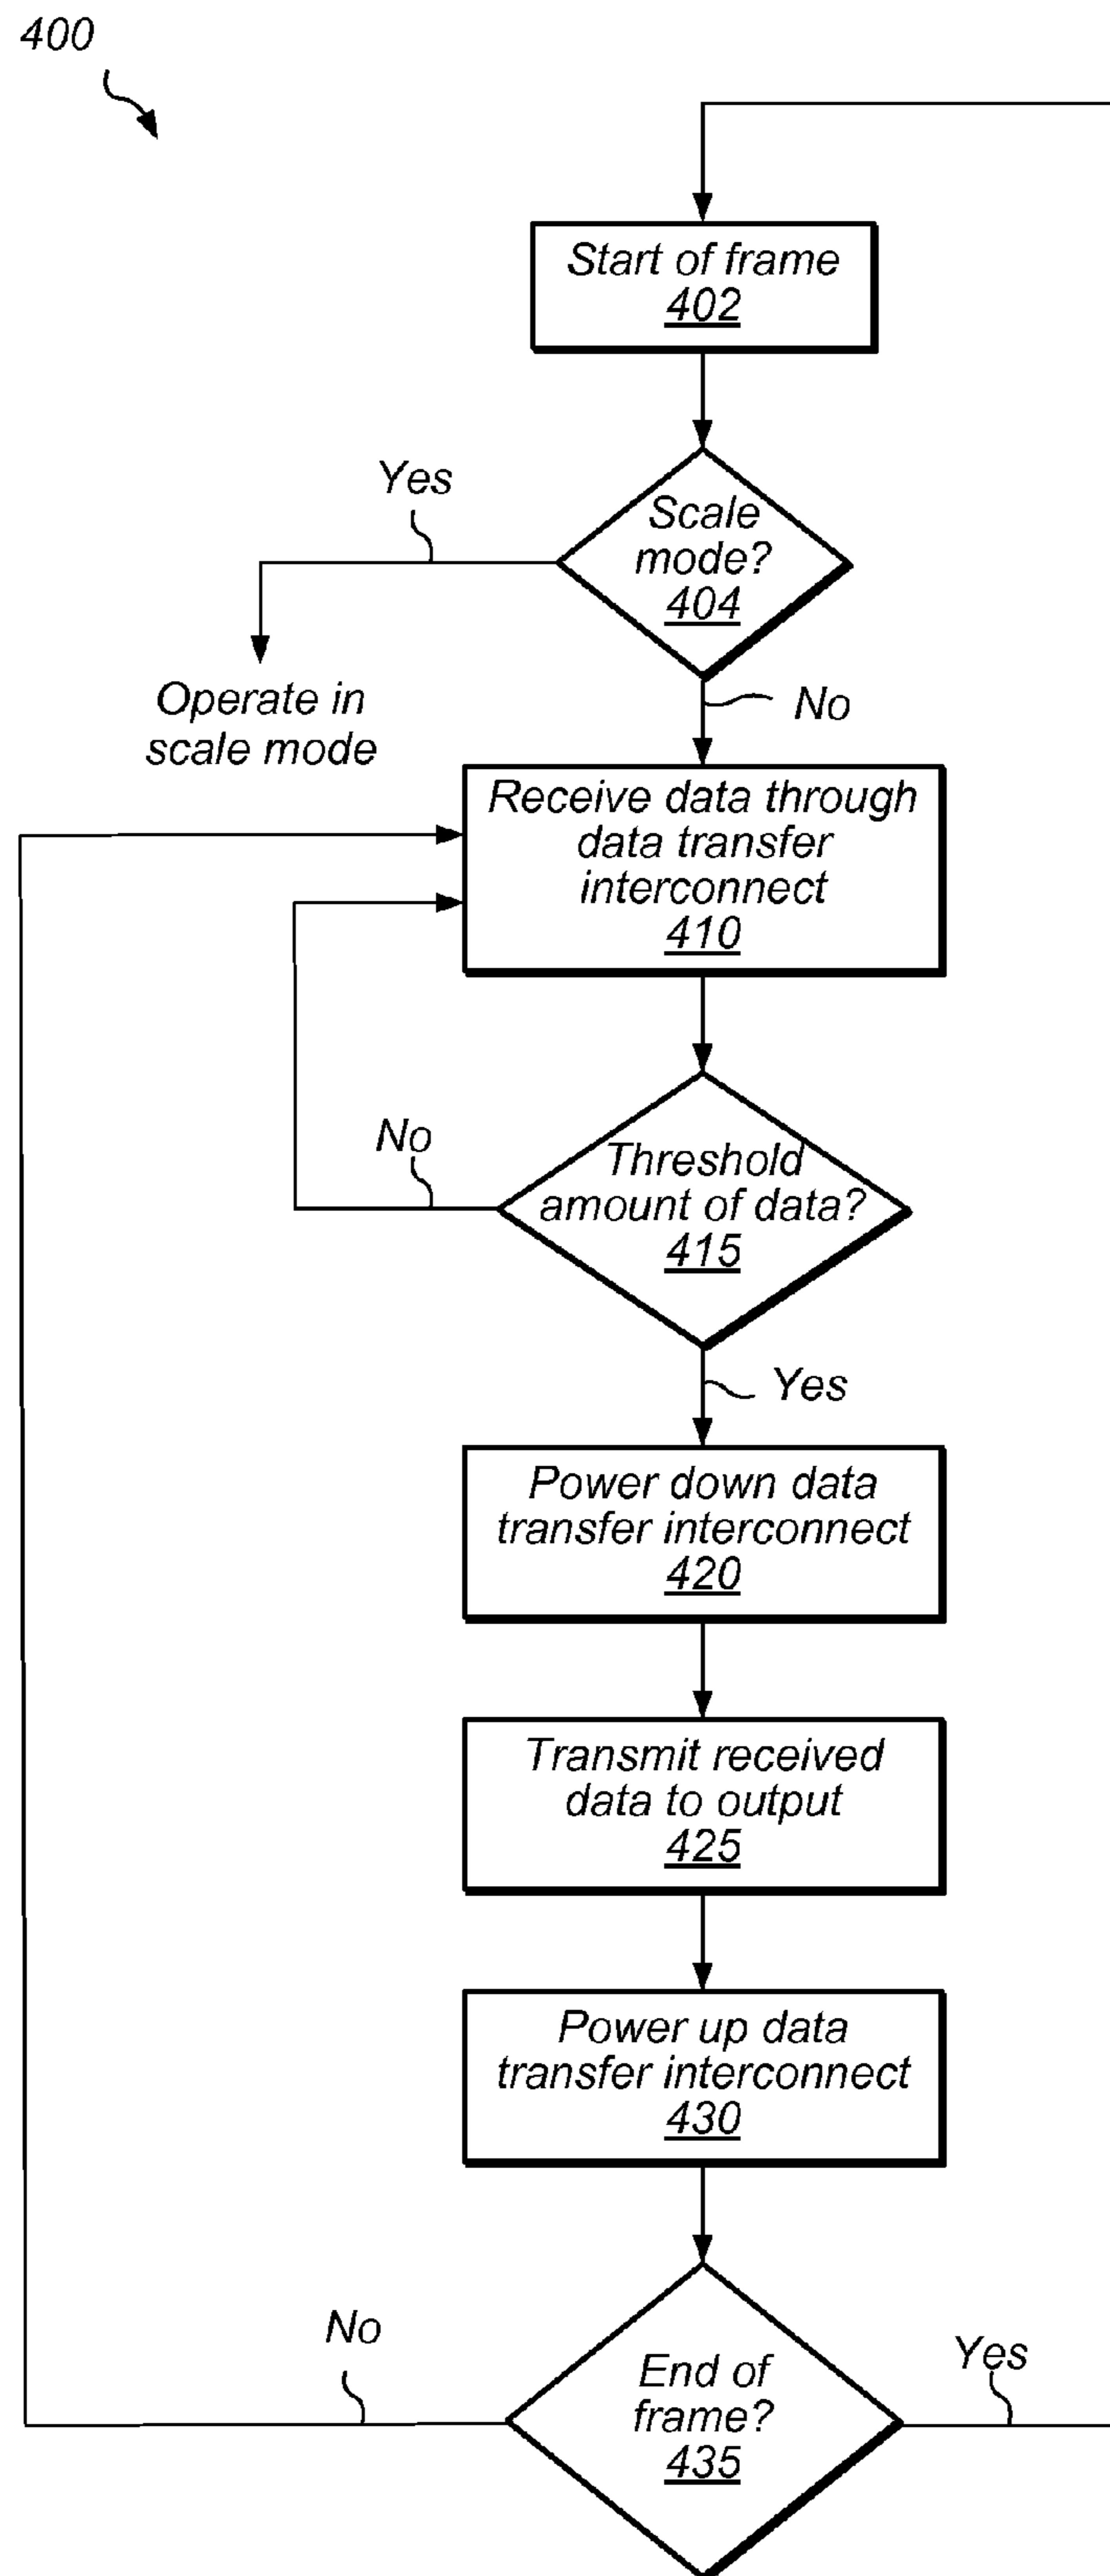 400
Start of frame
402
Yes
Scale
mode?
404
No
Operate in
scale mode
Receive data through
data transfer
interconnect
410
No
Threshold
amount of data?
415
Yes
Power down data
transfer interconnect
420
Transmit received
data to output
425
Power up data
transfer interconnect
430
No
End of
frame?
435
Yes